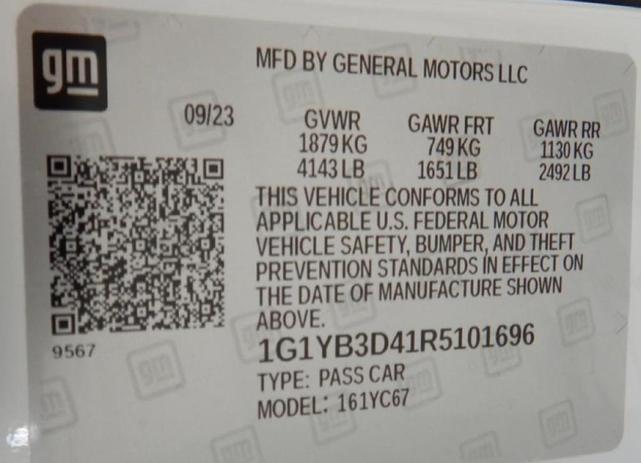 gm
MFD BY GENERAL MOTORS LLC
09/23
GVWR GAWR FRT GAWR RR
1879 KG 749 KG 1130 KG
4143 LB 1651 LB 2492 LB
THIS VEHICLE CONFORMS TO ALL
APPLICABLE U.S. FEDERAL MOTOR
VEHICLE SAFETY, BUMPER, AND THEFT
PREVENTION STANDARDS IN EFFECT ON
THE DATE OF MANUFACTURE SHOWN
ABOVE.
9567
1G1YB3D41R5101696
TYPE: PASS CAR
MODEL: 161YC67